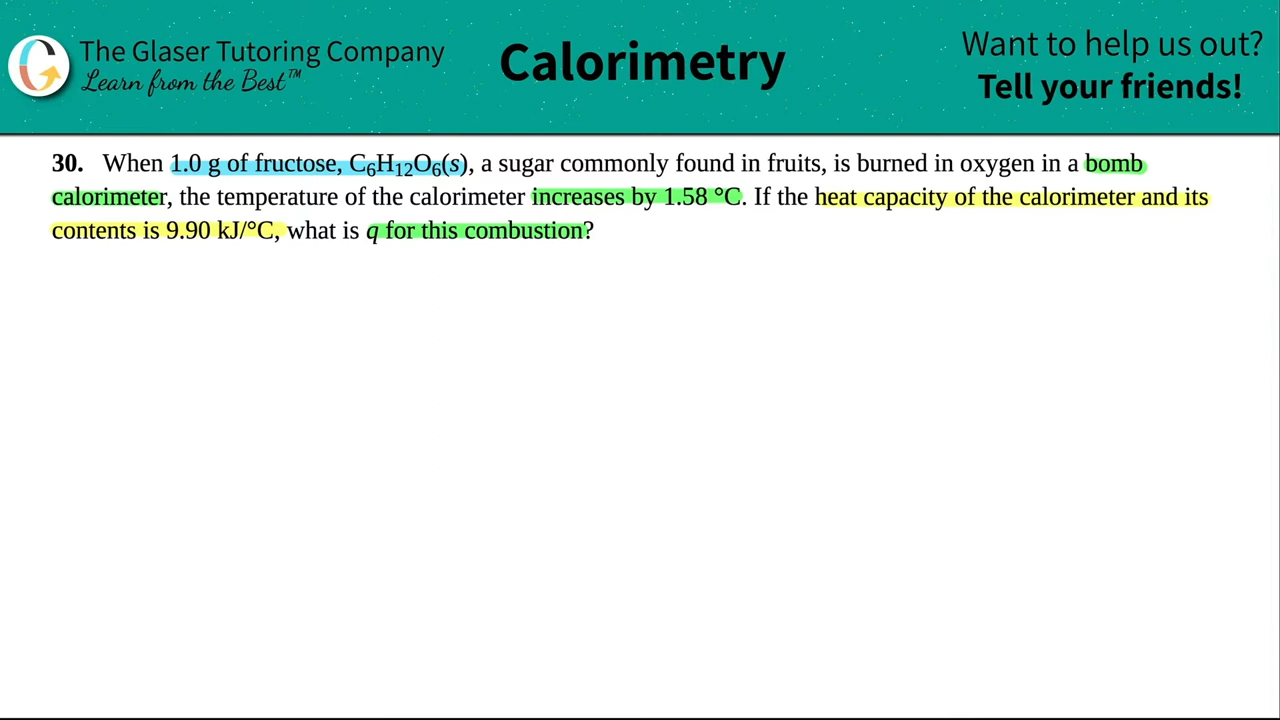 The Glaser Tutoring Company
Learn from the Best™
Calorimetry
Want to help us out?
Tell your friends!
30. When 1.0 g of fructose, C₆H₁₂O₆(s), a sugar commonly found in fruits, is burned in oxygen in a bomb
calorimeter, the temperature of the calorimeter increases by 1.58 °C. If the heat capacity of the calorimeter and its
contents is 9.90 kJ/°C, what is q for this combustion?